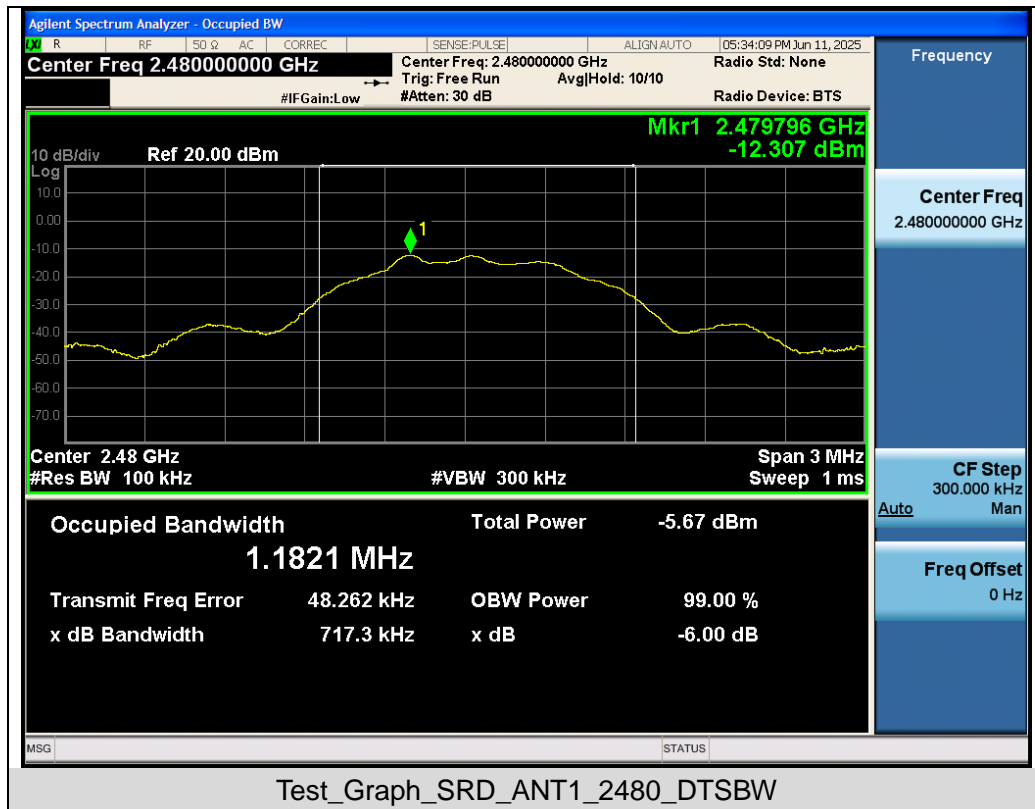 Agilent Spectrum Analyzer - Occupied BW
LXI R RF 50 Ω AC CORREC SENSE:PULSE ALIGN AUTO 05:34:09 PM Jun 11, 2025
Center Freq 2.480000000 GHz
Center Freq: 2.480000000 GHz Radio Std: None
Trig: Free Run Avg|Hold: 10/10
#IFGain:Low #Atten: 30 dB Radio Device: BTS
Frequency
Mkr1 2.479796 GHz
-12.307 dBm
10 dB/div Ref 20.00 dBm
Log
10.0
0.00
-10.0
-20.0
-30.0
-40.0
-50.0
-60.0
-70.0
1
Center 2.48 GHz Span 3 MHz
#Res BW 100 kHz #VBW 300 kHz Sweep 1 ms
Center Freq
2.480000000 GHz
CF Step
300.000 kHz
Auto Man
Freq Offset
0 Hz
Occupied Bandwidth Total Power -5.67 dBm
1.1821 MHz
Transmit Freq Error 48.262 kHz OBW Power 99.00 %
x dB Bandwidth 717.3 kHz x dB -6.00 dB
MSG STATUS
Test_Graph_SRD_ANT1_2480_DTSBW